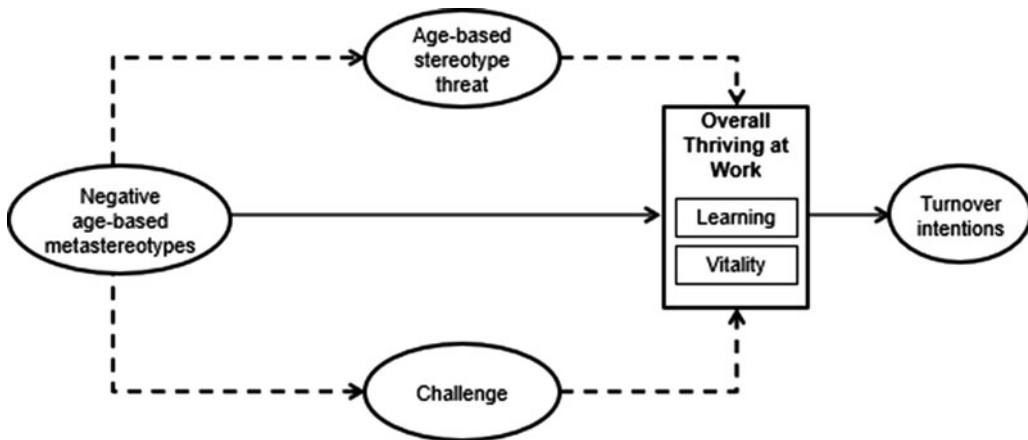 Age-based
stereotype
threat
Overall
Thriving at
Work
Negative
age-based
metastereotypes
Learning
Vitality
Turnover
intentions
Challenge